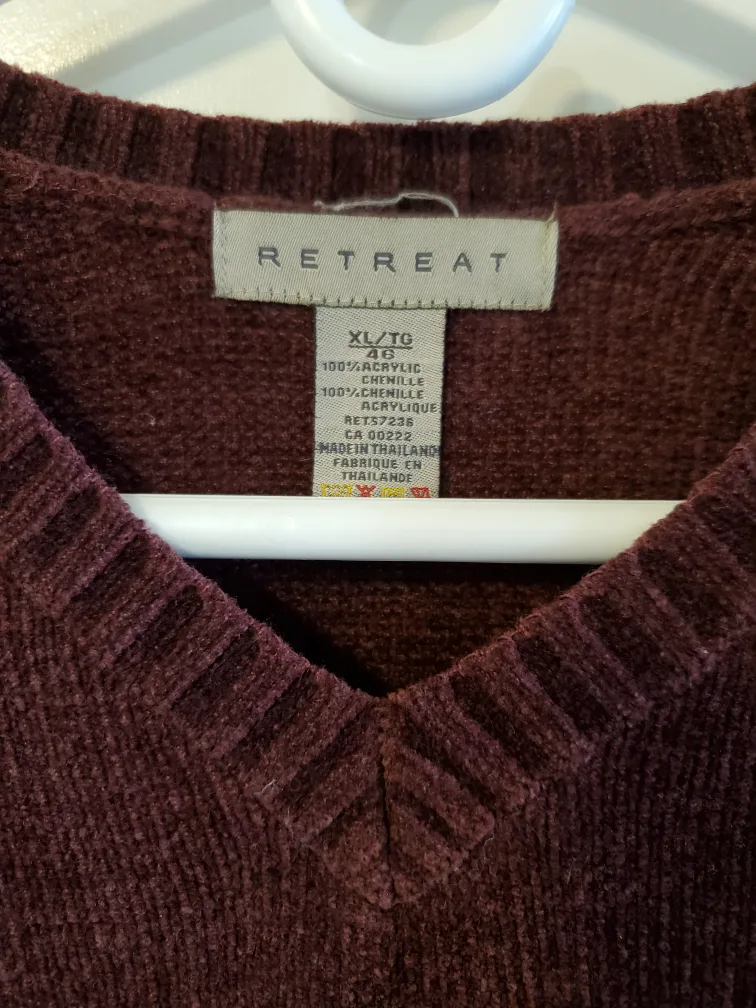 RETREAT
XL/TG
46
100% ACRYLIC
CHENILLE
100% CHENILLE
ACRYLIQUE
RET57236
CA 00222
MADE IN THAILAND
FABRIQUE EN
THAILANDE